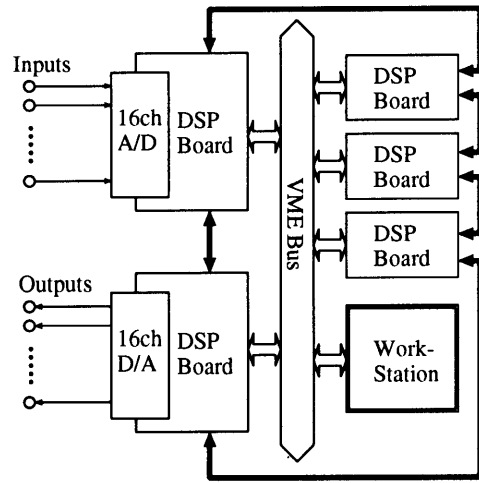 Inputs
16ch
A/D
DSP
Board
Outputs
16ch
D/A
DSP
Board
VME Bus
DSP
Board
DSP
Board
DSP
Board
Work-
Station